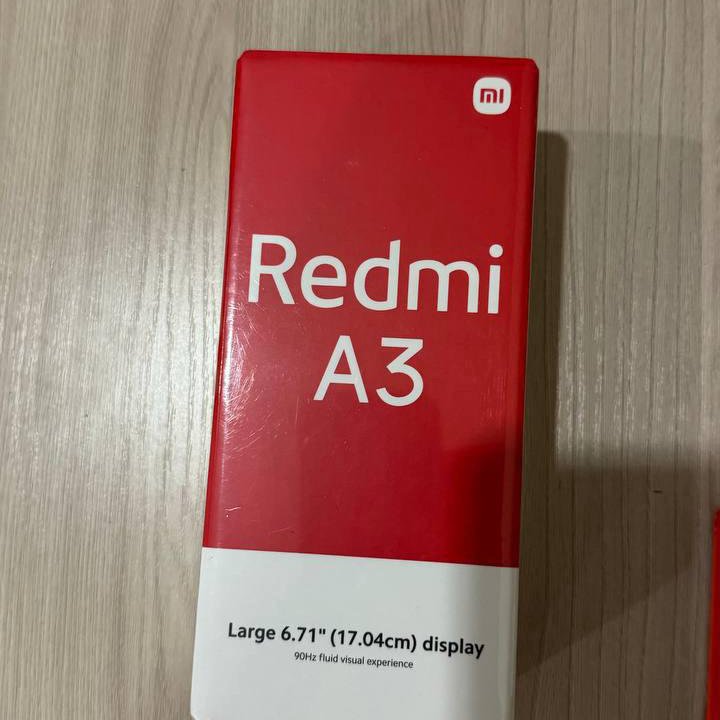 mi
Redmi
A3
Large 6.71" (17.04cm) display
90Hz fluid visual experience